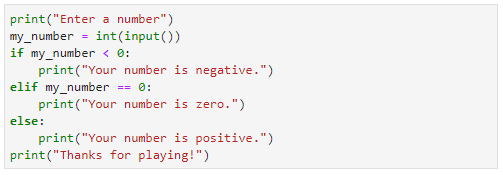 print("Enter a number")
my_number = int(input())
if my_number < 0:
    print("Your number is negative.")
elif my_number == 0:
    print("Your number is zero.")
else:
    print("Your number is positive.")
print("Thanks for playing!")